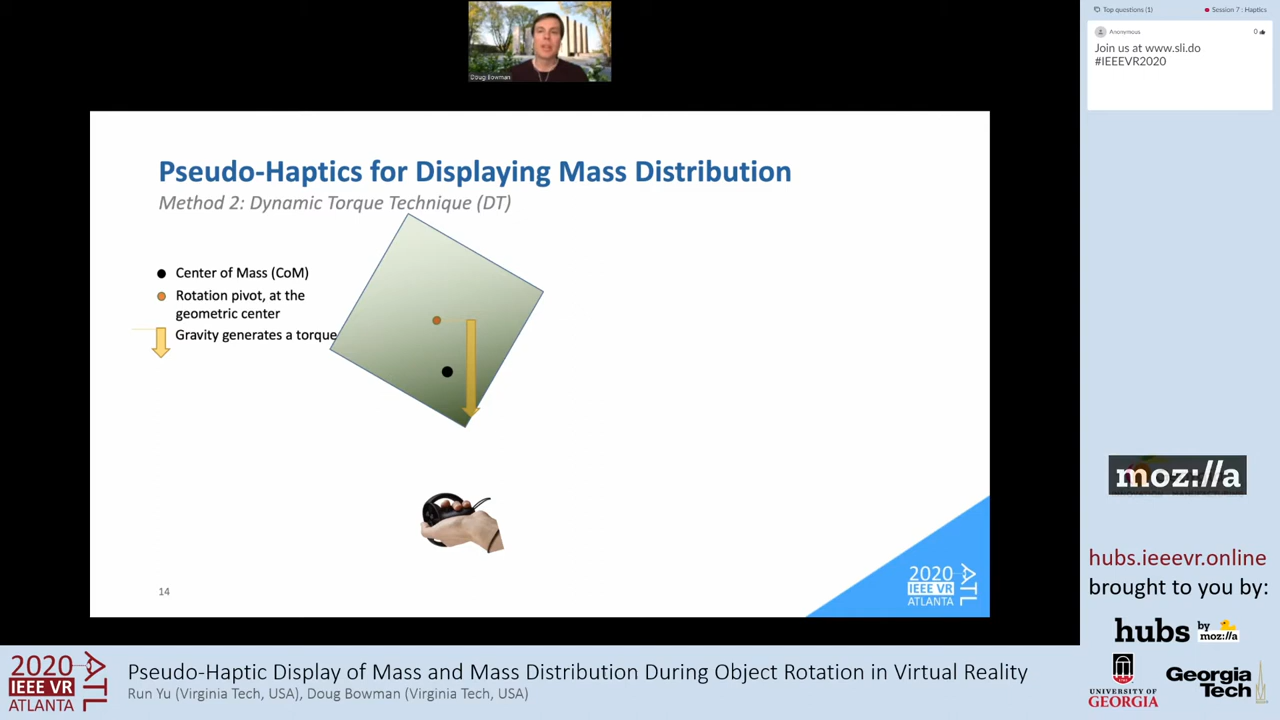 Doug Bowman
Pseudo-Haptics for Displaying Mass Distribution
Method 2: Dynamic Torque Technique (DT)
Center of Mass (CoM)
Rotation pivot, at the
geometric center
Gravity generates a torque
14
2020
IEEE VR
ATLANTA
ATL
Top questions (1)
Session 7 : Haptics
Anonymous
0
Join us at www.sli.do
#IEEEVR2020
moz://a
hubs.ieeevr.online
brought to you by:
hubs by
moz://a
UNIVERSITY OF
GEORGIA
Georgia
Tech
2020
IEEE VR
ATLANTA
ATL
Pseudo-Haptic Display of Mass and Mass Distribution During Object Rotation in Virtual Reality
Run Yu (Virginia Tech, USA), Doug Bowman (Virginia Tech, USA)